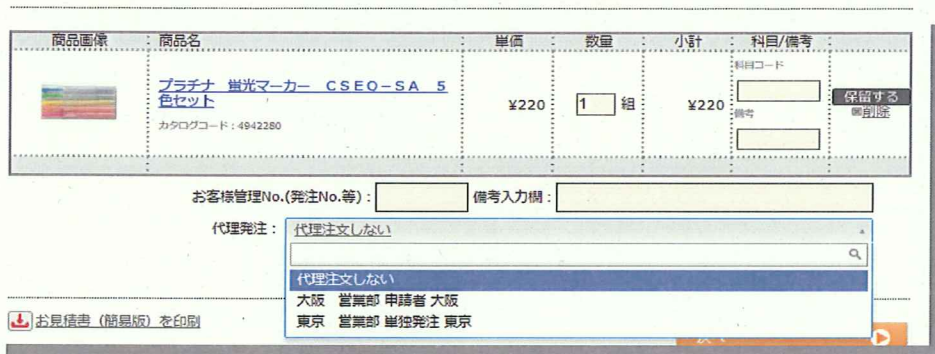 商品画像 商品名 単価 数量 小計 科目/備考
プラチナ 蛍光マーカー CSEO-SA 5
色セット
カタログコード:4942280
¥220 1 組 ¥220
科目コード
備考
保留する
削除
お客様管理No.(発注No.等): 備考入力欄:
代理発注: 代理注文しない
代理注文しない
大阪 営業部 申請者 大阪
東京 営業部 単独発注 東京
お見積書(簡易版)を印刷